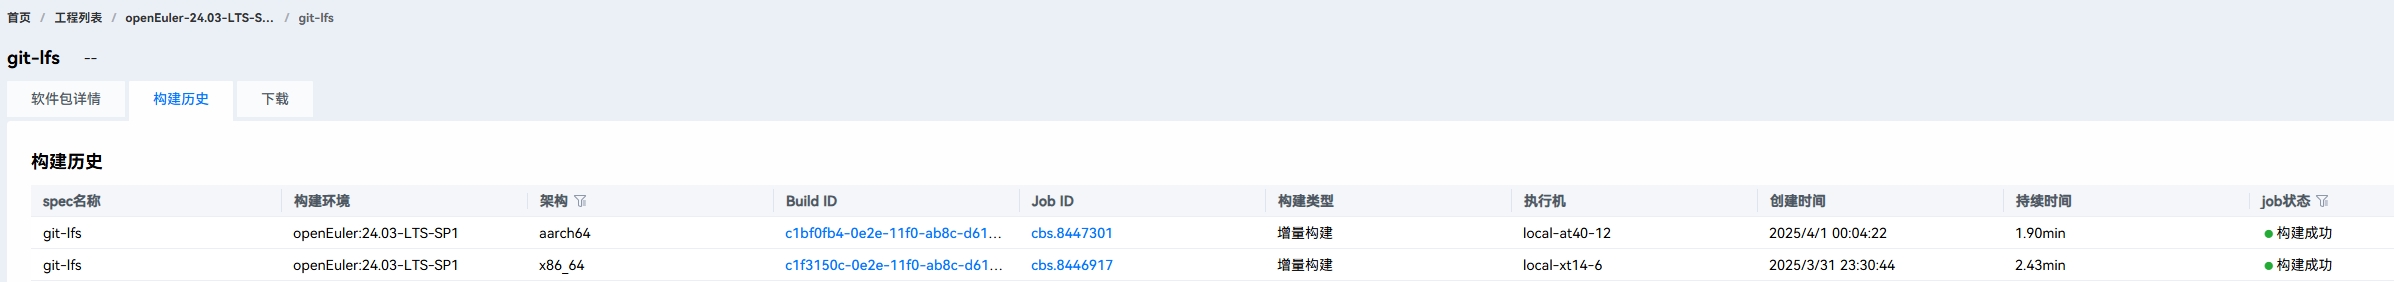 首页 / 工程列表 / openEuler-24.03-LTS-S... / git-lfs
git-lfs --
软件包详情 构建历史 下载
构建历史
spec名称 构建环境 架构 Build ID Job ID 构建类型 执行机 创建时间 持续时间 job状态
git-lfs openEuler:24.03-LTS-SP1 aarch64 c1bf0fb4-0e2e-11f0-ab8c-d61... cbs.8447301 增量构建 local-at40-12 2025/4/1 00:04:22 1.90min 构建成功
git-lfs openEuler:24.03-LTS-SP1 x86_64 c1f3150c-0e2e-11f0-ab8c-d61... cbs.8446917 增量构建 local-xt14-6 2025/3/31 23:30:44 2.43min 构建成功